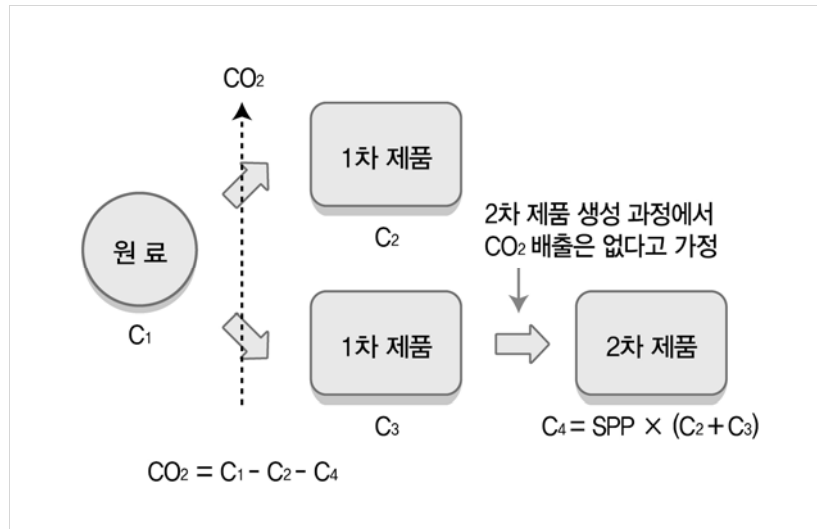 CO₂
1차 제품
C₂
원 료
C₁
2차 제품 생성 과정에서
CO₂ 배출은 없다고 가정
1차 제품
C₃
2차 제품
C₄ = SPP × (C₂+C₃)
CO₂ = C₁ – C₂ – C₄